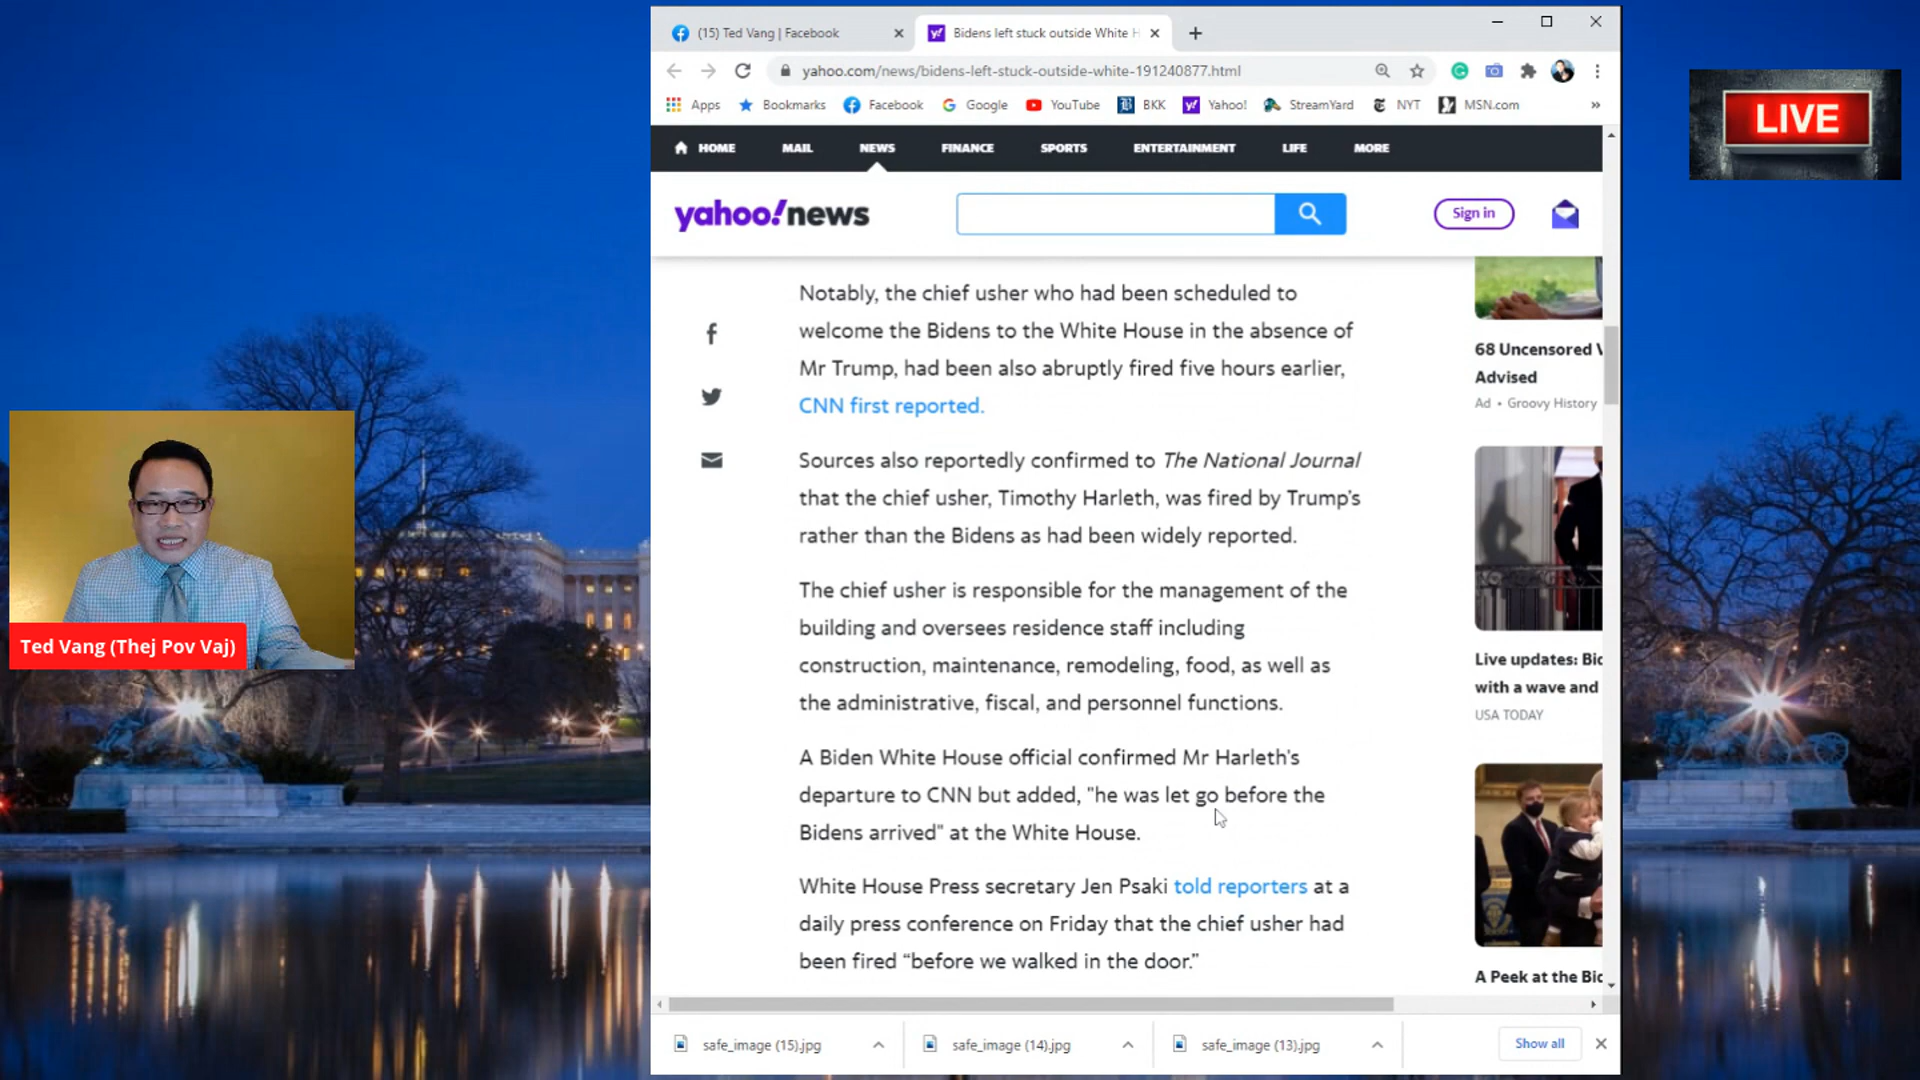 (15) Ted Vang | Facebook
Bidens left stuck outside White H
yahoo.com/news/bidens-left-stuck-outside-white-191240877.html
Apps
Bookmarks
Facebook
Google
YouTube
BKK
Yahoo!
StreamYard
NYT
MSN.com
HOME
MAIL
NEWS
FINANCE
SPORTS
ENTERTAINMENT
LIFE
MORE
LIVE
yahoo!news
Sign in
Notably, the chief usher who had been scheduled to
welcome the Bidens to the White House in the absence of
Mr Trump, had been also abruptly fired five hours earlier,
CNN first reported.
Sources also reportedly confirmed to The National Journal
that the chief usher, Timothy Harleth, was fired by Trump's
rather than the Bidens as had been widely reported.
The chief usher is responsible for the management of the
building and oversees residence staff including
construction, maintenance, remodeling, food, as well as
the administrative, fiscal, and personnel functions.
A Biden White House official confirmed Mr Harleth's
departure to CNN but added, "he was let go before the
Bidens arrived" at the White House.
White House Press secretary Jen Psaki told reporters at a
daily press conference on Friday that the chief usher had
been fired “before we walked in the door.”
68 Uncensored V
Advised
Ad • Groovy History
Live updates: Bid
with a wave and
USA TODAY
A Peek at the Bid
Ted Vang (Thej Pov Vaj)
safe_image (15).jpg
safe_image (14).jpg
safe_image (13).jpg
Show all